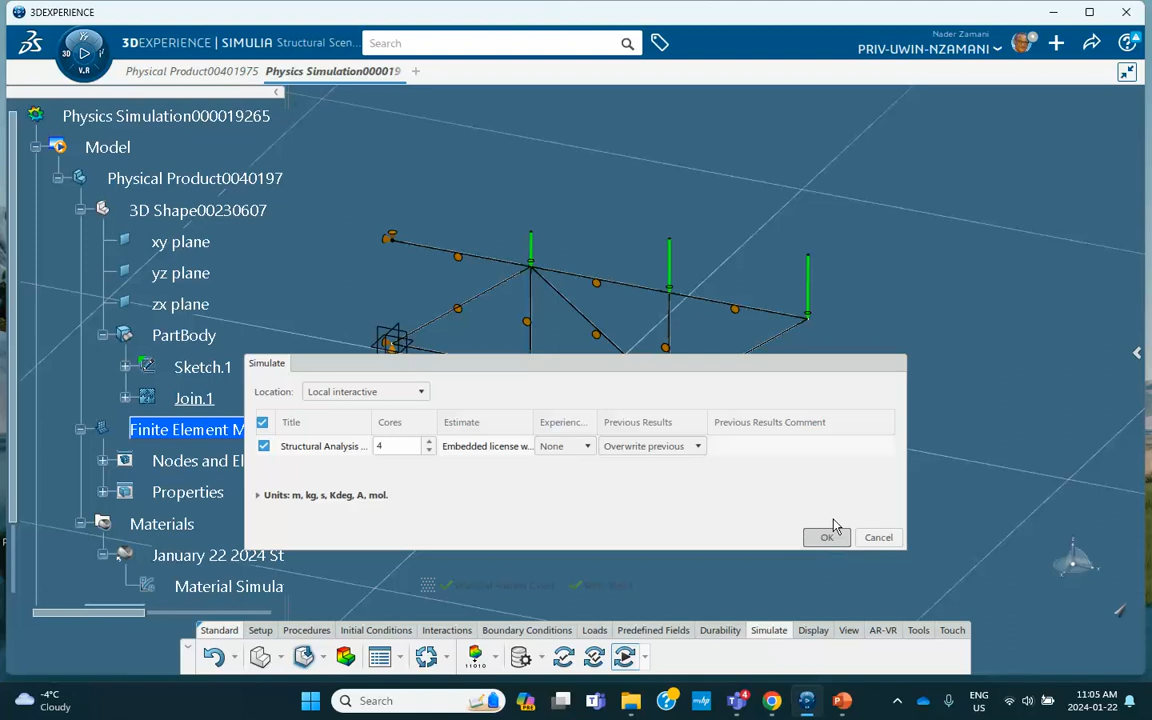 3DEXPERIENCE
3DEXPERIENCE | SIMULIA Structural Scen...
Search
Nader Zamani
PRIV-UWIN-NZAMANI
3D
V.R
Physical Product00401975
Physics Simulation000019
Physics Simulation000019265
Model
Physical Product0040197
3D Shape00230607
xy plane
yz plane
zx plane
PartBody
Sketch.1
Join.1
Finite Element M
Nodes and El
Properties
Materials
January 22 2024 St
Material Simula
Simulate
Location: Local interactive
Title Cores Estimate Experienc... Previous Results Previous Results Comment
Structural Analysis ... 4 Embedded license w... None Overwrite previous
Units: m, kg, s, Kdeg, A, mol.
OK Cancel
Standard Setup Procedures Initial Conditions Interactions Boundary Conditions Loads Predefined Fields Durability Simulate Display View AR-VR Tools Touch
-4°C
Cloudy
Search
ENG
US
11:05 AM
2024-01-22